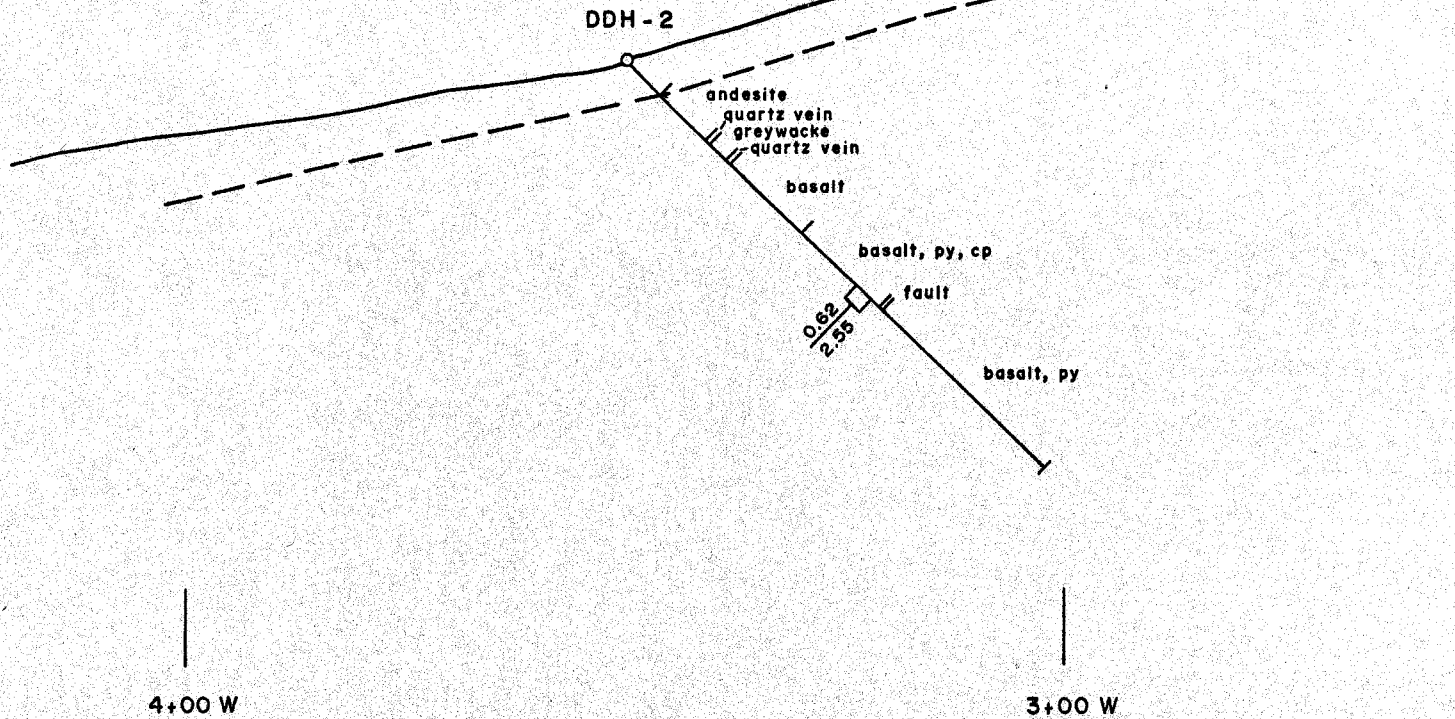 DDH - 2
andesite
quartz vein
greywacke
quartz vein
basalt
basalt, py, cp
fault
0.62
2.55
basalt, py
4+00 W
3+00 W